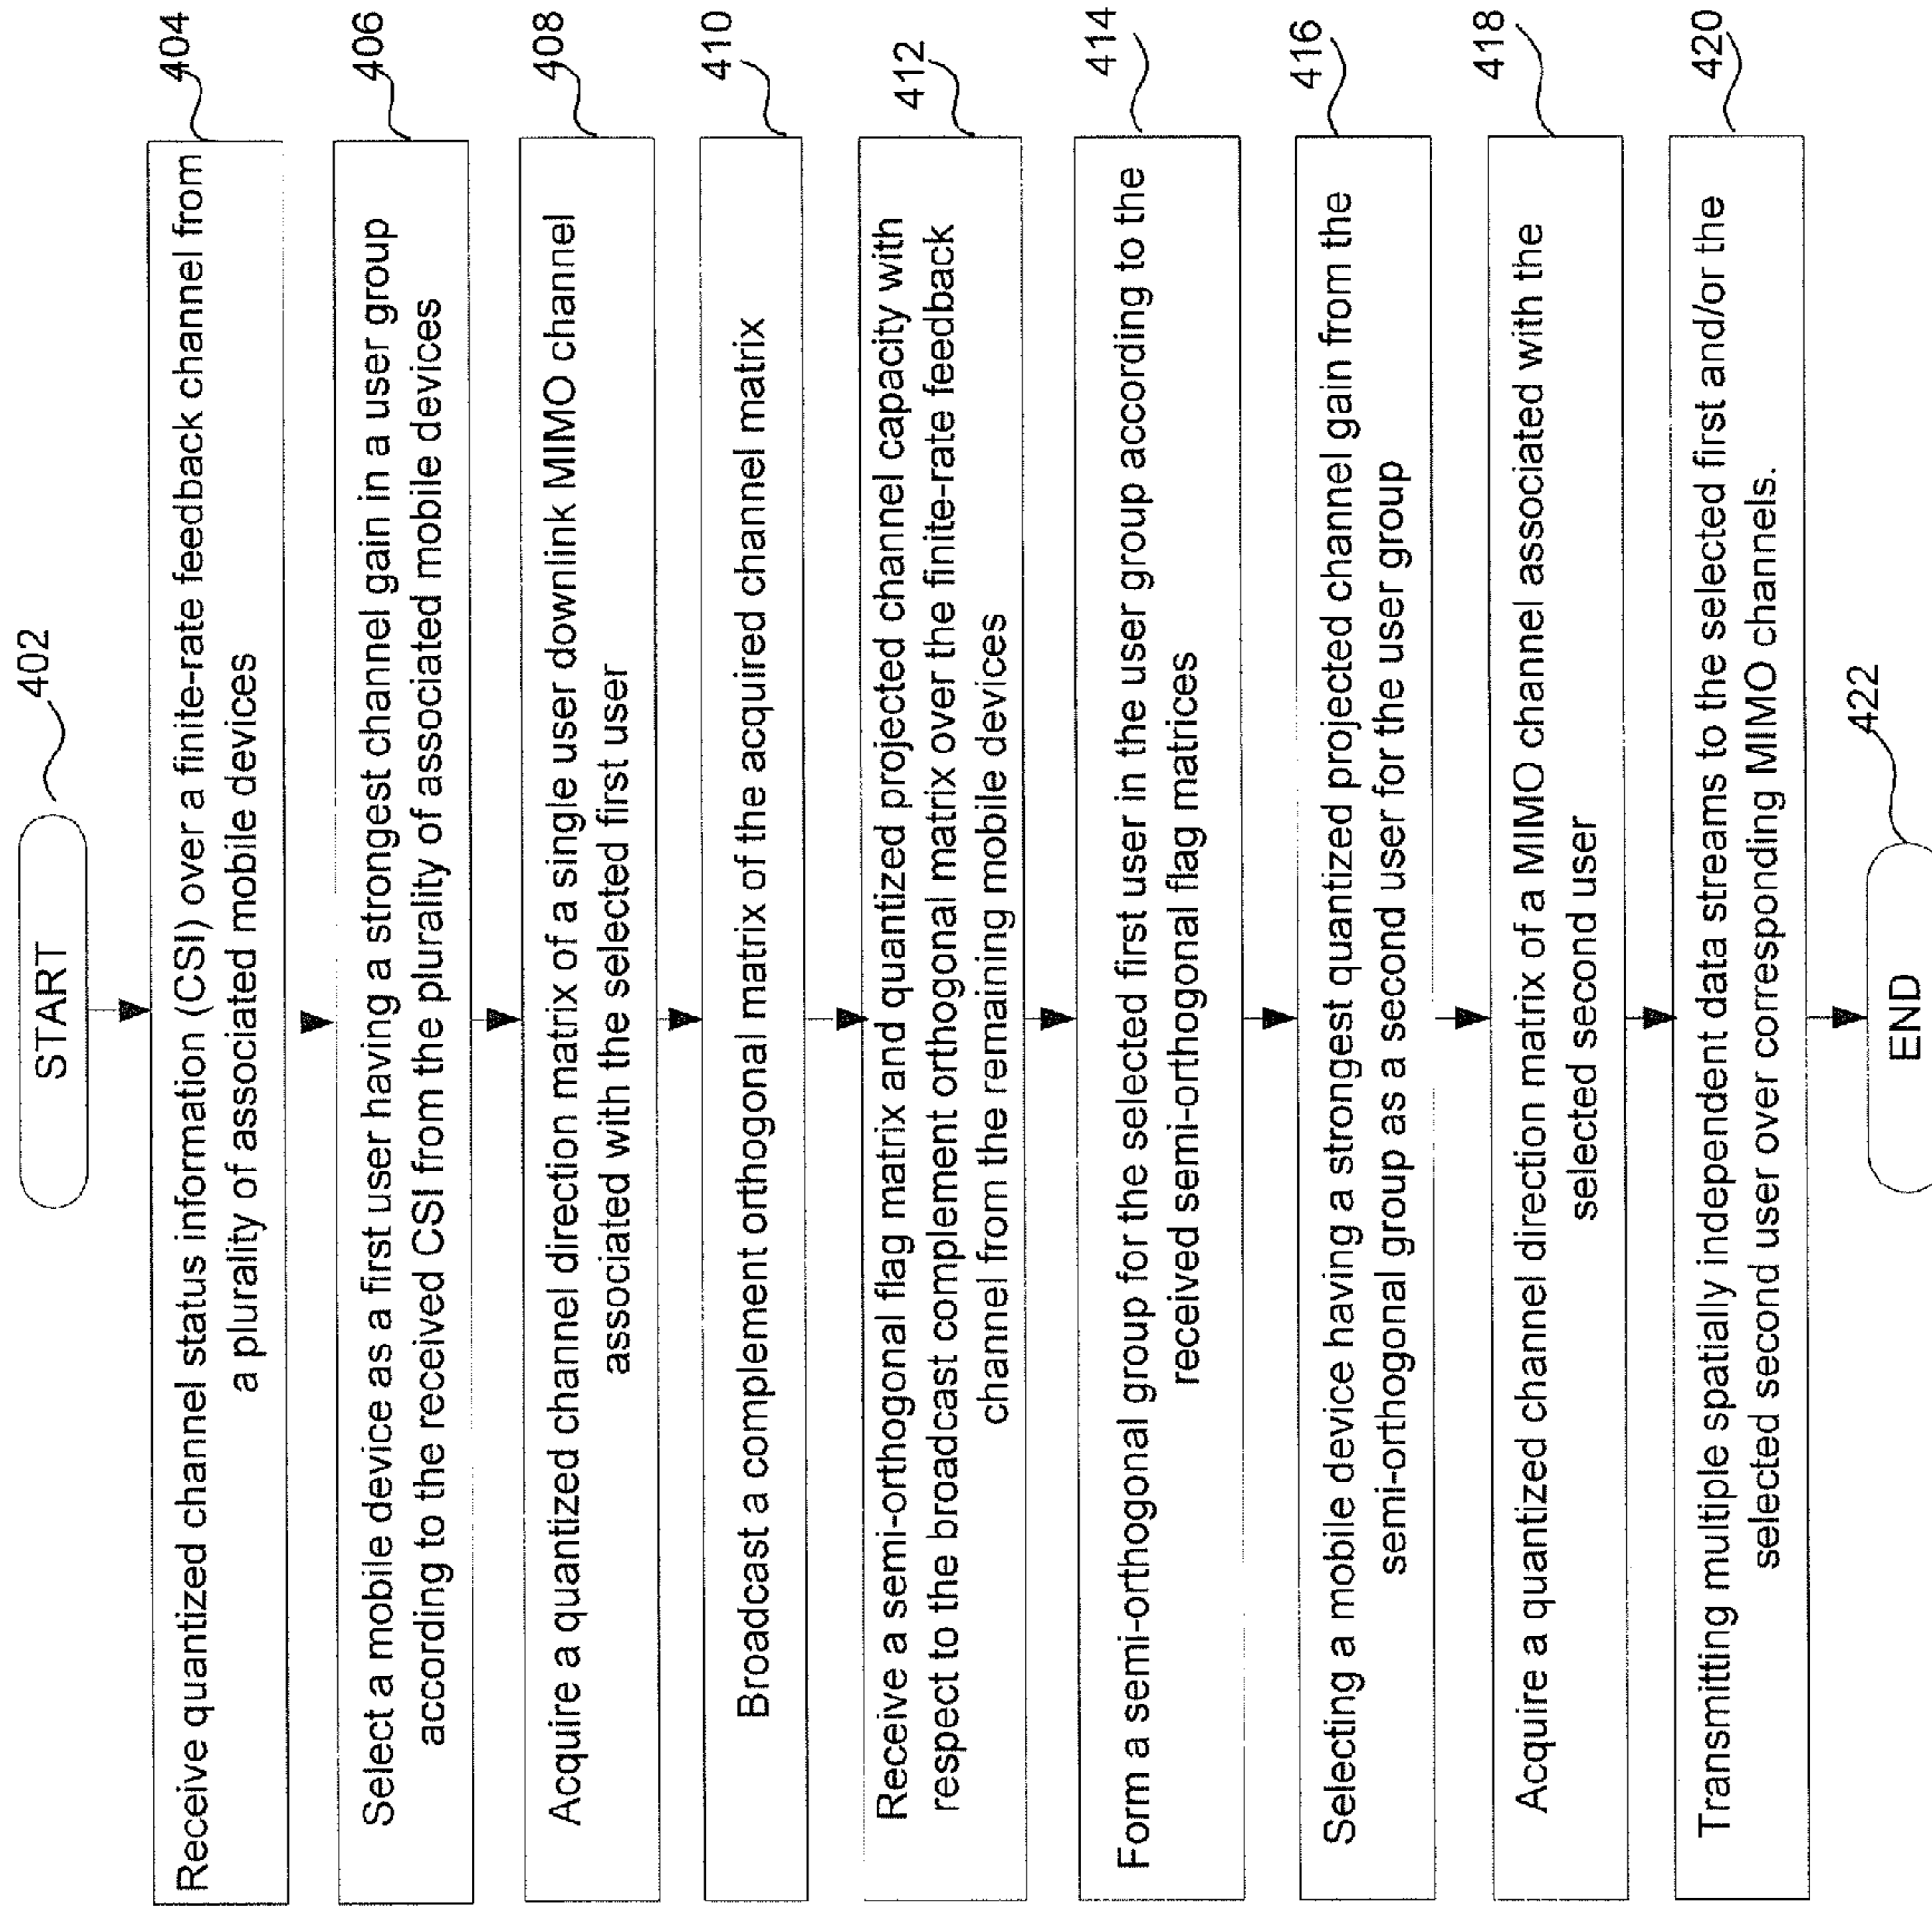 START
402
Receive quantized channel status information (CSI) over a finite-rate feedback channel from
a plurality of associated mobile devices
404
Select a mobile device as a first user having a strongest channel gain in a user group
according to the received CSI from the plurality of associated mobile devices
406
Acquire a quantized channel direction matrix of a single user downlink MIMO channel
associated with the selected first user
408
Broadcast a complement orthogonal matrix of the acquired channel matrix
410
Receive a semi-orthogonal flag matrix and quantized projected channel capacity with
respect to the broadcast complement orthogonal matrix over the finite-rate feedback
channel from the remaining mobile devices
412
Form a semi-orthogonal group for the selected first user in the user group according to the
received semi-orthogonal flag matrices
414
Selecting a mobile device having a strongest quantized projected channel gain from the
semi-orthogonal group as a second user for the user group
416
Acquire a quantized channel direction matrix of a MIMO channel associated with the
selected second user
418
Transmitting multiple spatially independent data streams to the selected first and/or the
selected second user over corresponding MIMO channels.
420
END
422